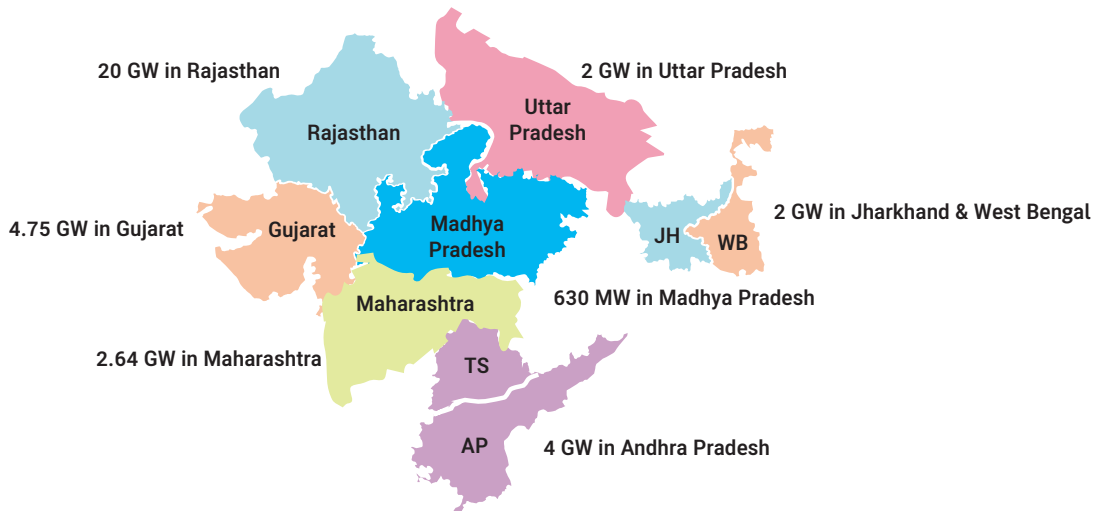 20 GW in Rajasthan
2 GW in Uttar Pradesh
Uttar
Pradesh
Rajasthan
4.75 GW in Gujarat
Gujarat
Madhya
Pradesh
JH
WB
2 GW in Jharkhand & West Bengal
630 MW in Madhya Pradesh
Maharashtra
2.64 GW in Maharashtra
TS
AP
4 GW in Andhra Pradesh